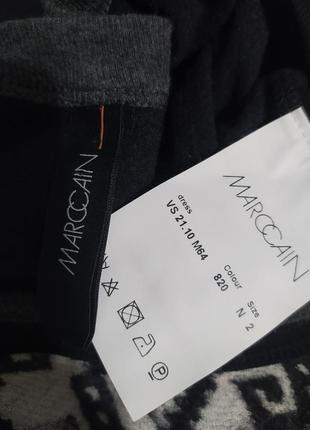 MARCCAIN
MARCCAIN
dress
VS 21.10 M64
Colour Size
820 N 2
P